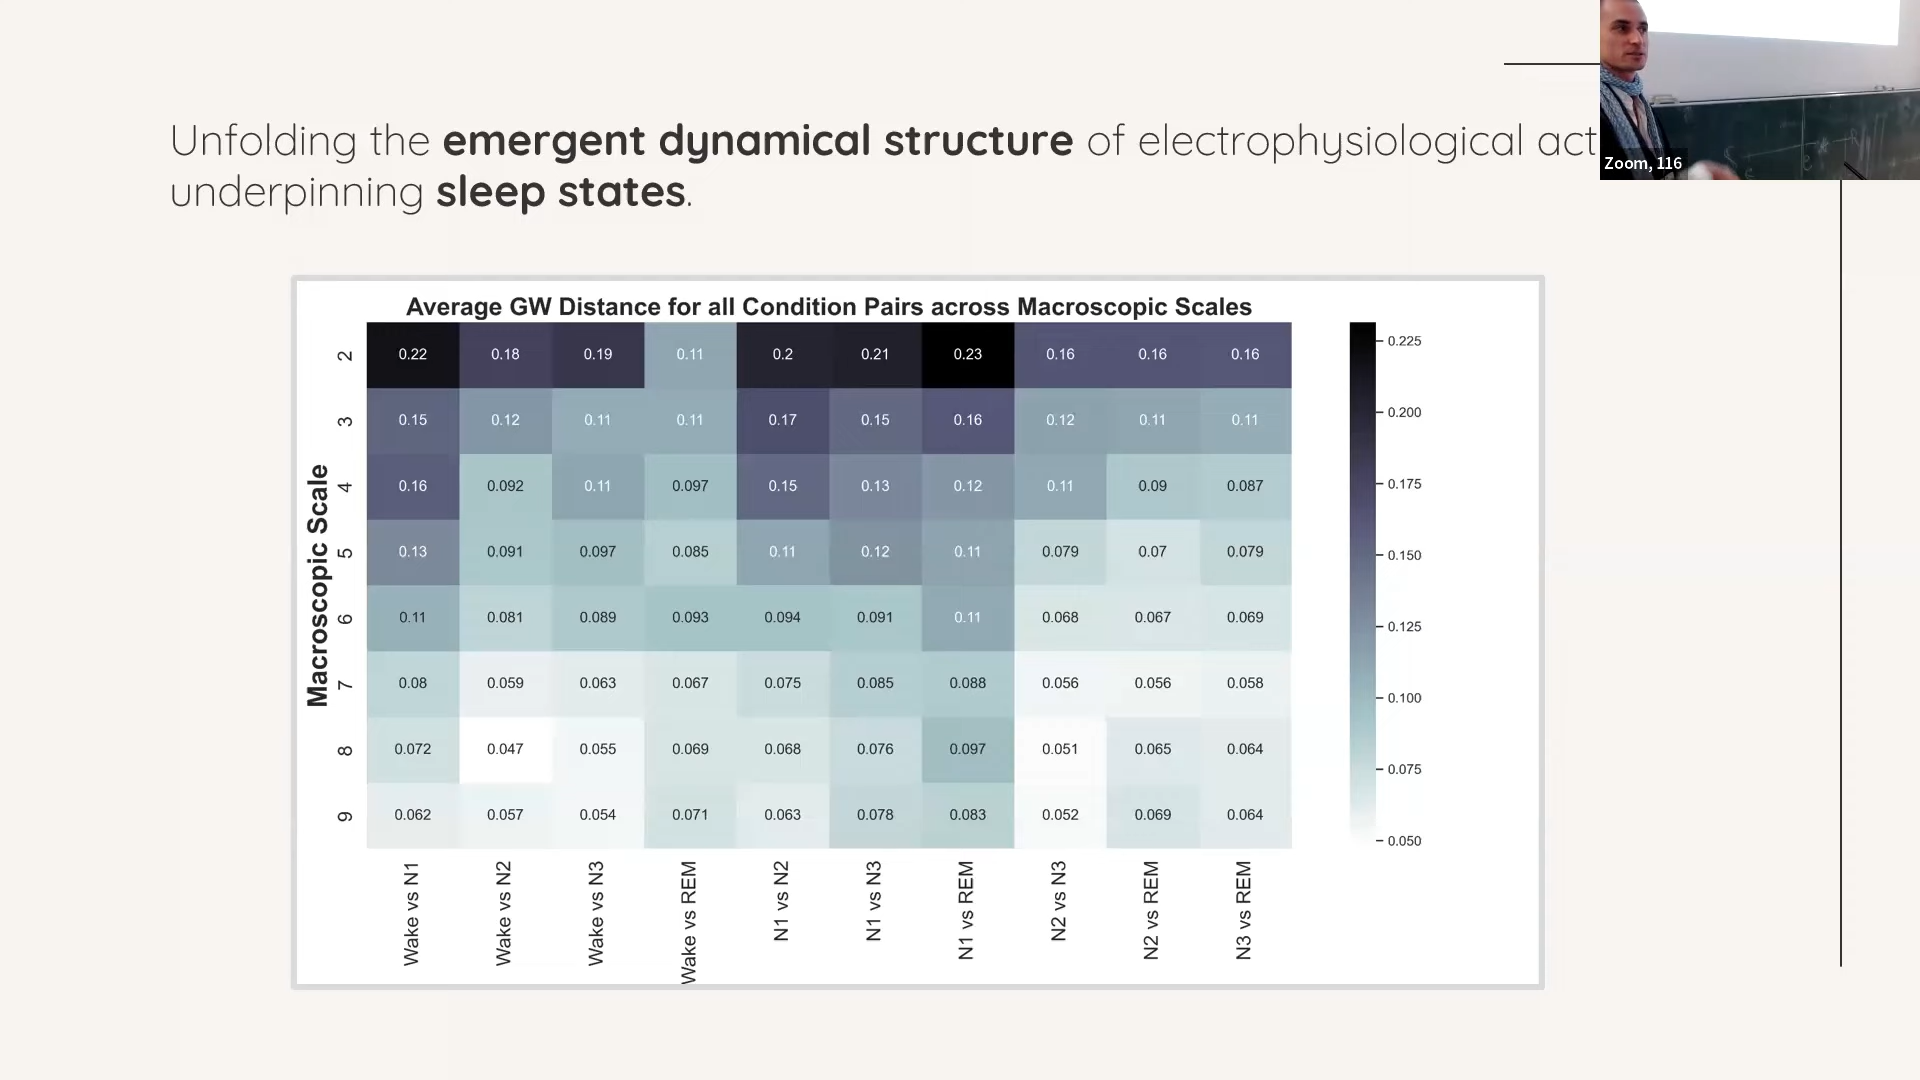 Unfolding the emergent dynamical structure of electrophysiological act
underpinning sleep states.
Zoom, 116
Average GW Distance for all Condition Pairs across Macroscopic Scales
Macroscopic Scale
2 0.22 0.18 0.19 0.11 0.2 0.21 0.23 0.16 0.16 0.16
3 0.15 0.12 0.11 0.11 0.17 0.15 0.16 0.12 0.11 0.11
4 0.16 0.092 0.11 0.097 0.15 0.13 0.12 0.11 0.09 0.087
5 0.13 0.091 0.097 0.085 0.11 0.12 0.11 0.079 0.07 0.079
6 0.11 0.081 0.089 0.093 0.094 0.091 0.11 0.068 0.067 0.069
7 0.08 0.059 0.063 0.067 0.075 0.085 0.088 0.056 0.056 0.058
8 0.072 0.047 0.055 0.069 0.068 0.076 0.097 0.051 0.065 0.064
9 0.062 0.057 0.054 0.071 0.063 0.078 0.083 0.052 0.069 0.064
Wake vs N1
Wake vs N2
Wake vs N3
Wake vs REM
N1 vs N2
N1 vs N3
N1 vs REM
N2 vs N3
N2 vs REM
N3 vs REM
0.225
0.200
0.175
0.150
0.125
0.100
0.075
0.050